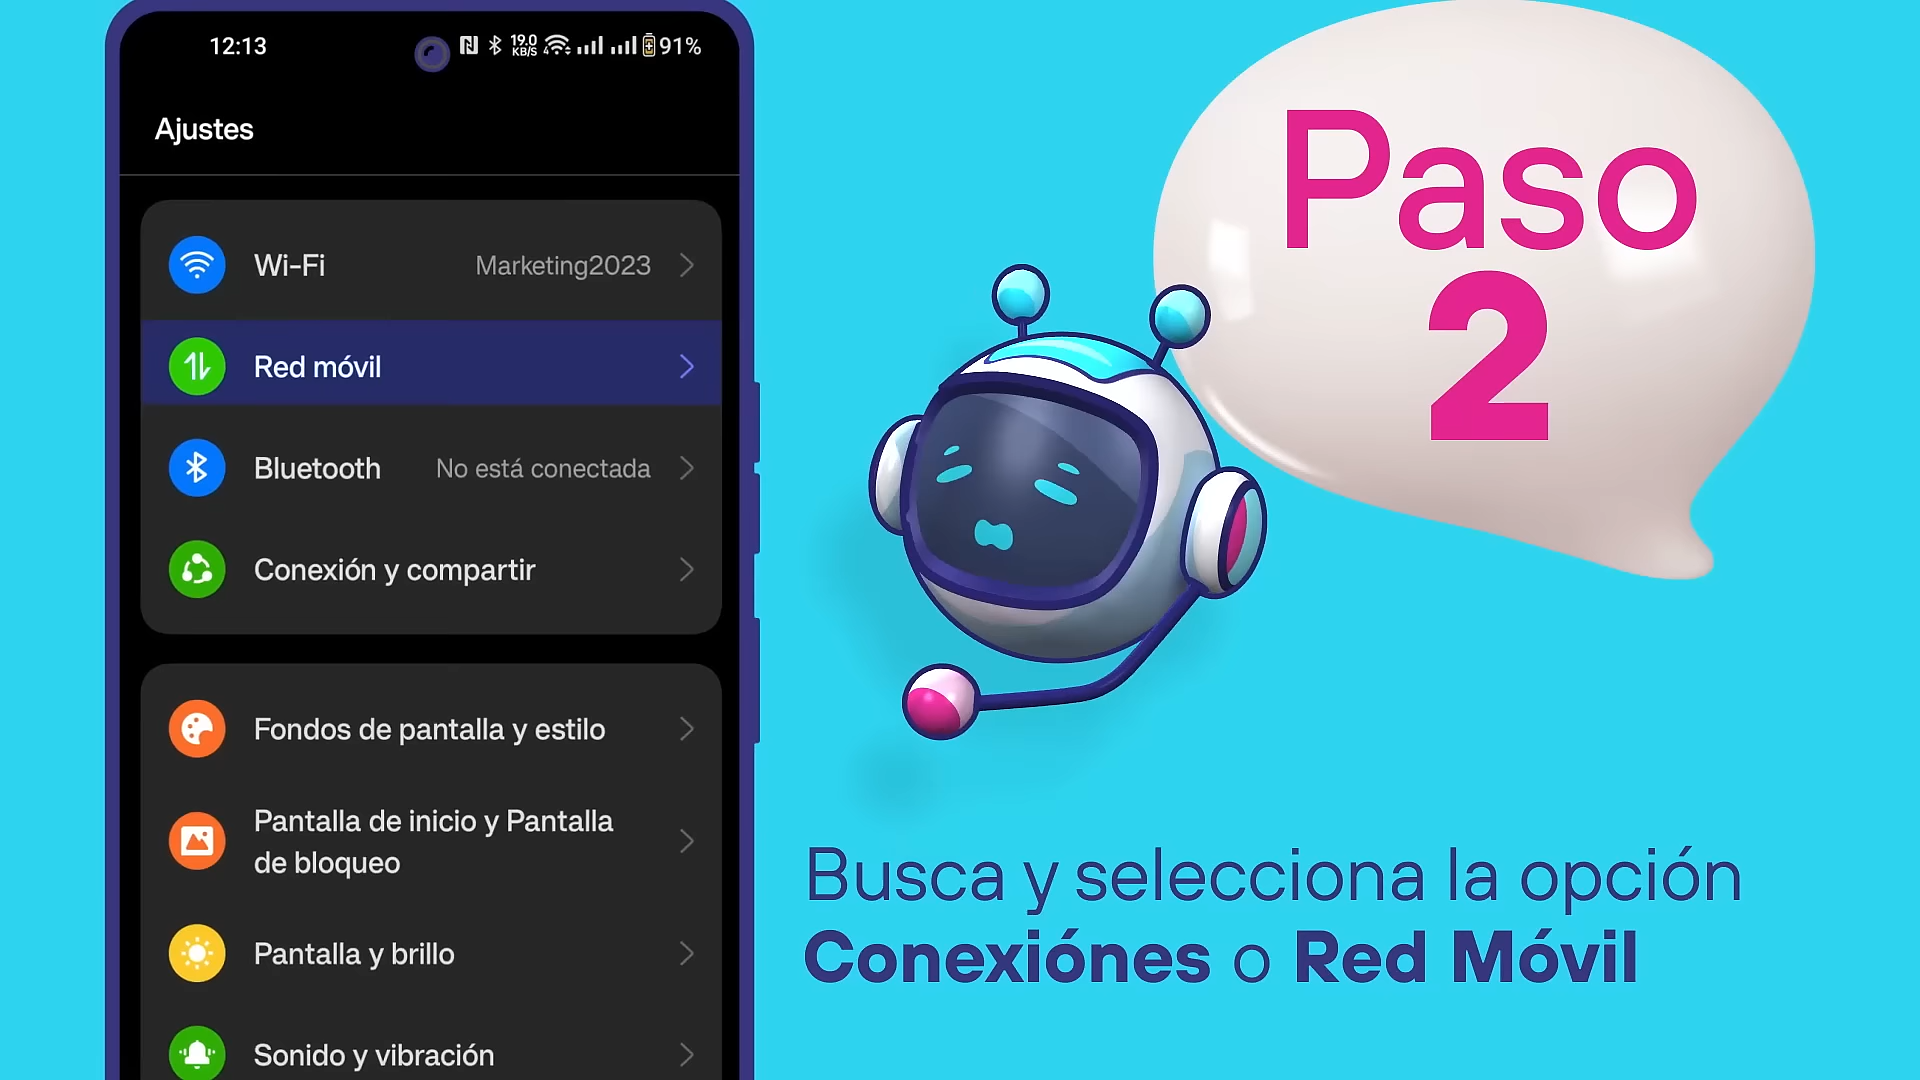 12:13
19.0
KB/S
91%
Ajustes
Wi-Fi
Marketing2023
Red móvil
Bluetooth
No está conectada
Conexión y compartir
Fondos de pantalla y estilo
Pantalla de inicio y Pantalla
de bloqueo
Pantalla y brillo
Sonido y vibración
Paso
2
Busca y selecciona la opción
Conexiónes o Red Móvil